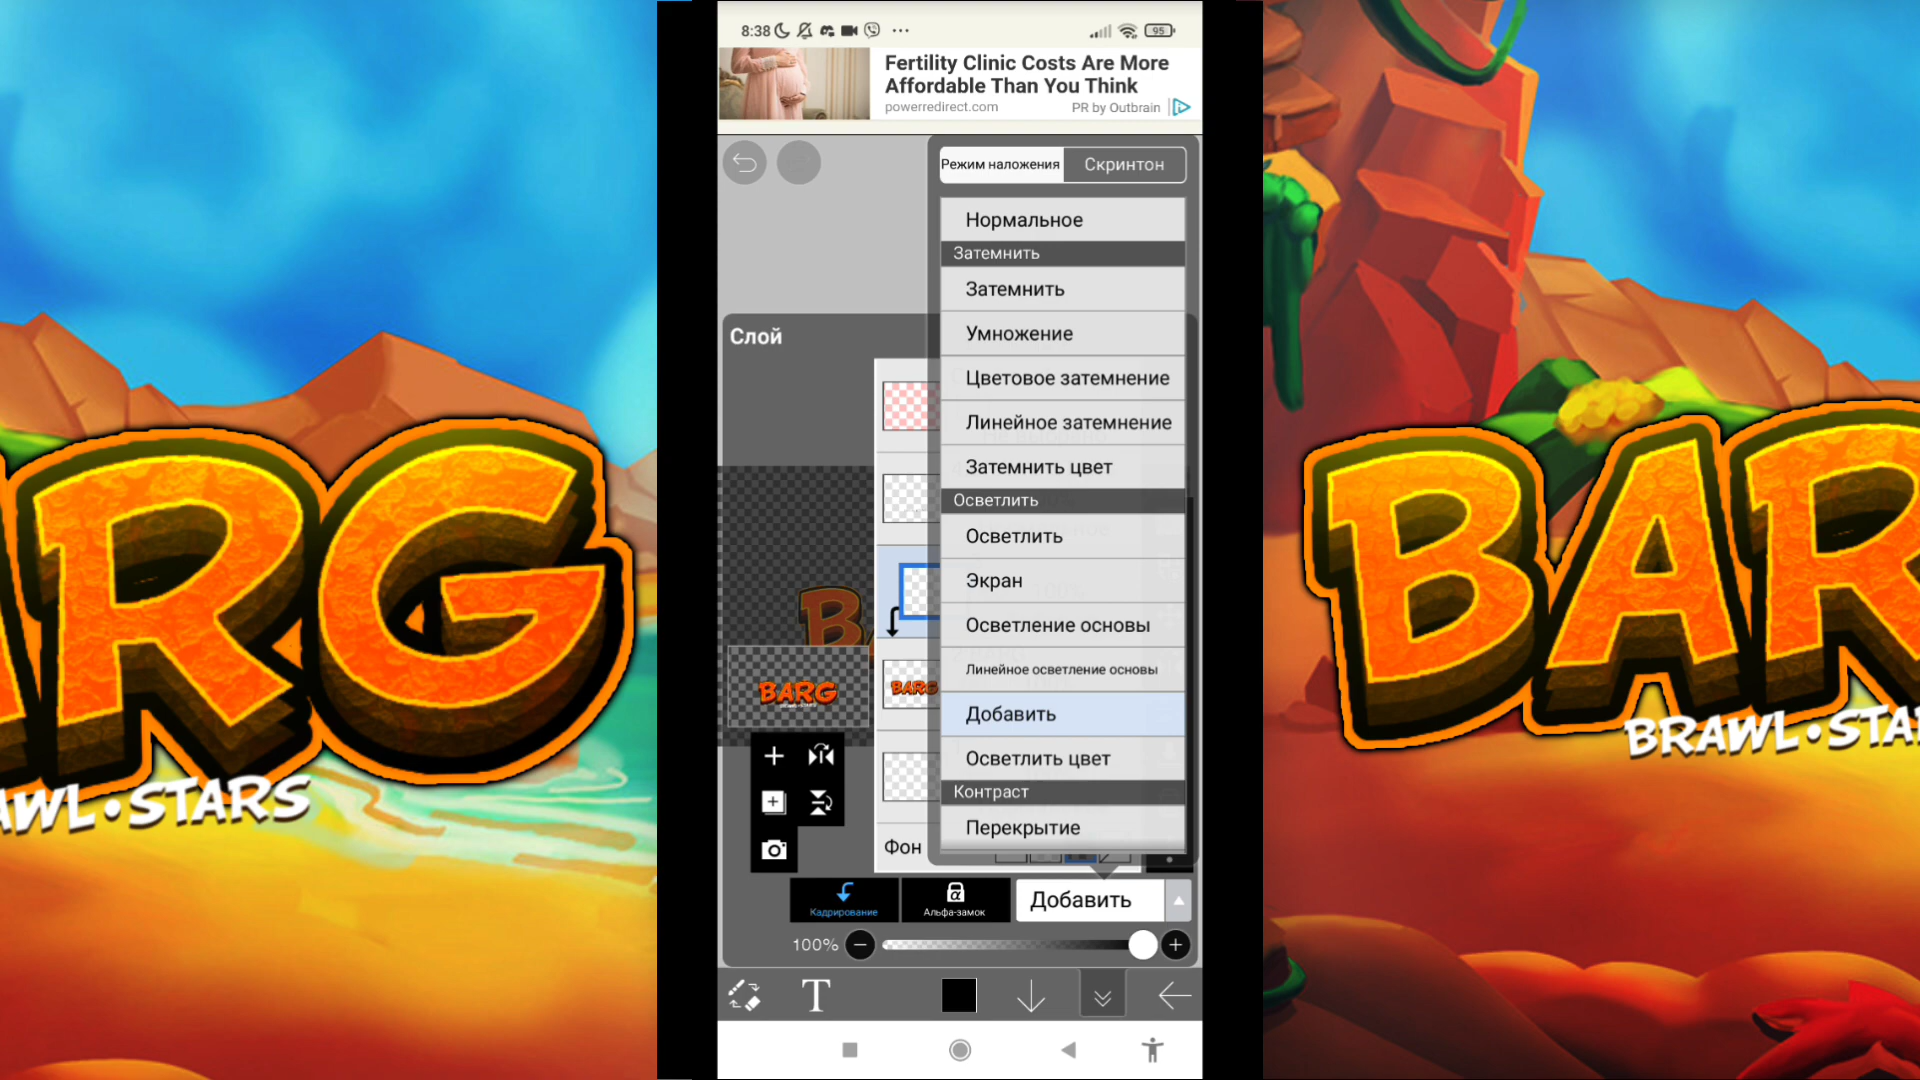 8:38
95
Fertility Clinic Costs Are More
Affordable Than You Think
powerredirect.com
PR by Outbrain
Режим наложения
Скринтон
Нормальное
Затемнить
Затемнить
Умножение
Цветовое затемнение
Линейное затемнение
Затемнить цвет
Осветлить
Осветлить
Экран
Осветление основы
Линейное осветление основы
Добавить
Осветлить цвет
Контраст
Перекрытие
Слой
BARG
BARG
Фон
Кадрирование
α
Альфа-замок
Добавить
100%
T
ARG
AWL•STARS
BAR
BRAWL•STA